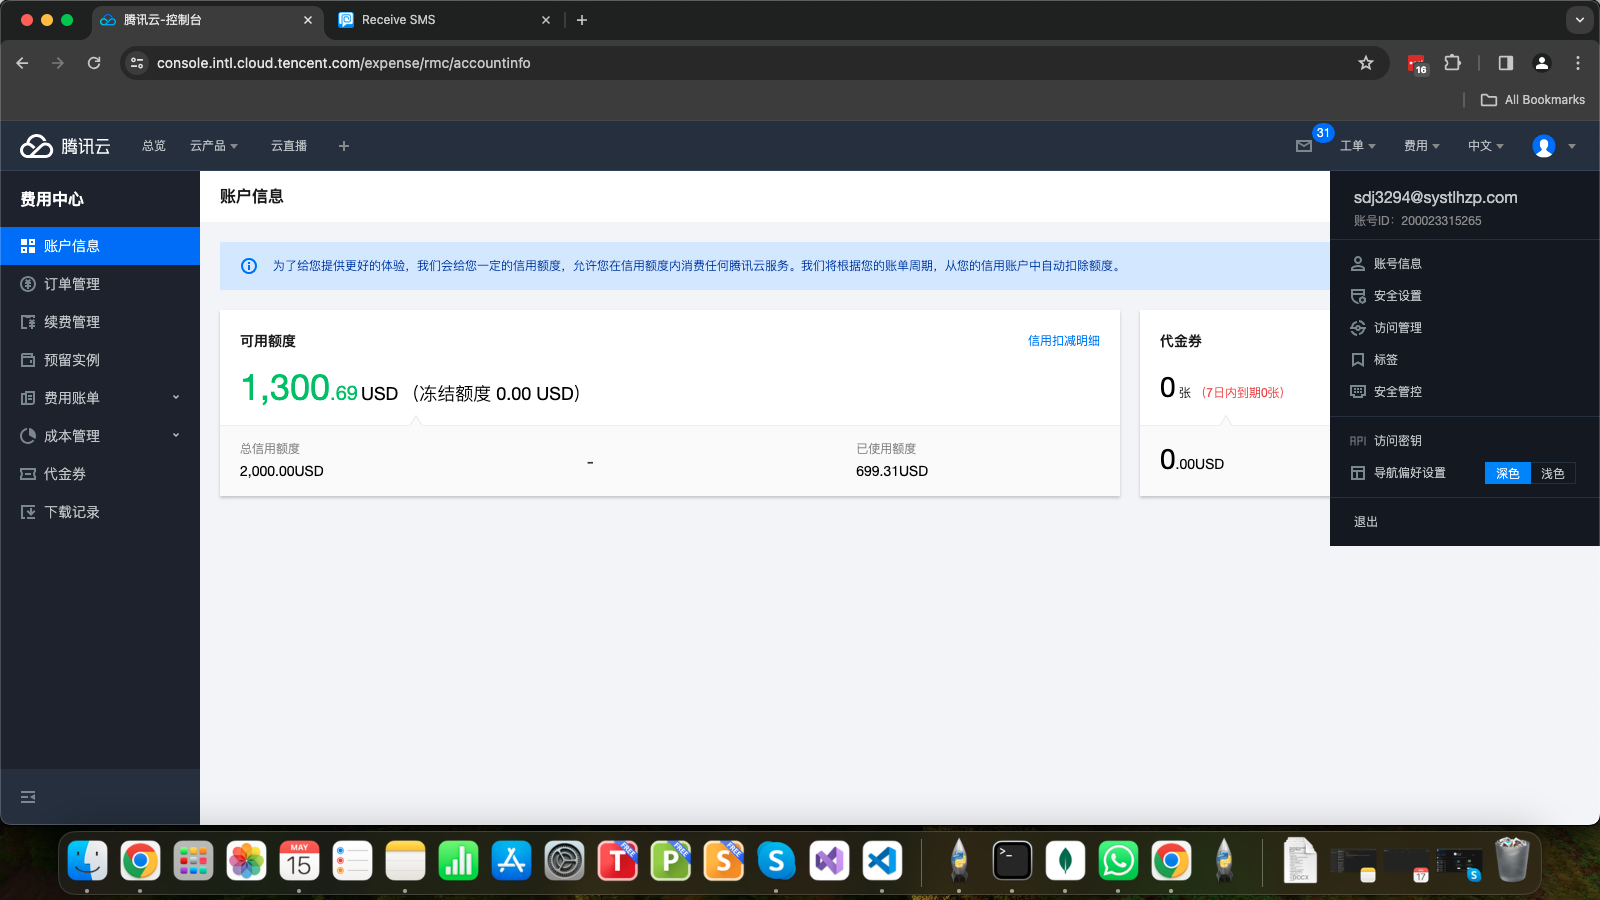 腾讯云-控制台
Receive SMS
console.intl.cloud.tencent.com/expense/rmc/accountinfo
16
All Bookmarks
腾讯云
总览
云产品
云直播
31
工单
费用
中文
费用中心
账户信息
订单管理
续费管理
预留实例
费用账单
成本管理
代金券
下载记录
账户信息
为了给您提供更好的体验，我们会给您一定的信用额度，允许您在信用额度内消费任何腾讯云服务。我们将根据您的账单周期，从您的信用账户中自动扣除额度。
可用额度
信用扣减明细
1,300.69 USD （冻结额度 0.00 USD）
总信用额度
2,000.00USD
-
已使用额度
699.31USD
代金券
0 张 （7日内到期0张）
0.00USD
sdj3294@systlhzp.com
账号ID：200023315265
账号信息
安全设置
访问管理
标签
安全管控
API 访问密钥
导航偏好设置
深色
浅色
退出
MAY
15
T FREE
P FREE
S FREE
S
>_
DOCX
17
S